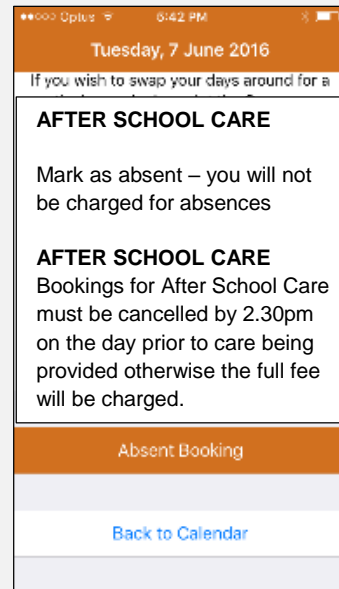 Optus 6:42 PM
Tuesday, 7 June 2016
If you wish to swap your days around for a
AFTER SCHOOL CARE
Mark as absent – you will not
be charged for absences
AFTER SCHOOL CARE
Bookings for After School Care
must be cancelled by 2.30pm
on the day prior to care being
provided otherwise the full fee
will be charged.
Absent Booking
Back to Calendar